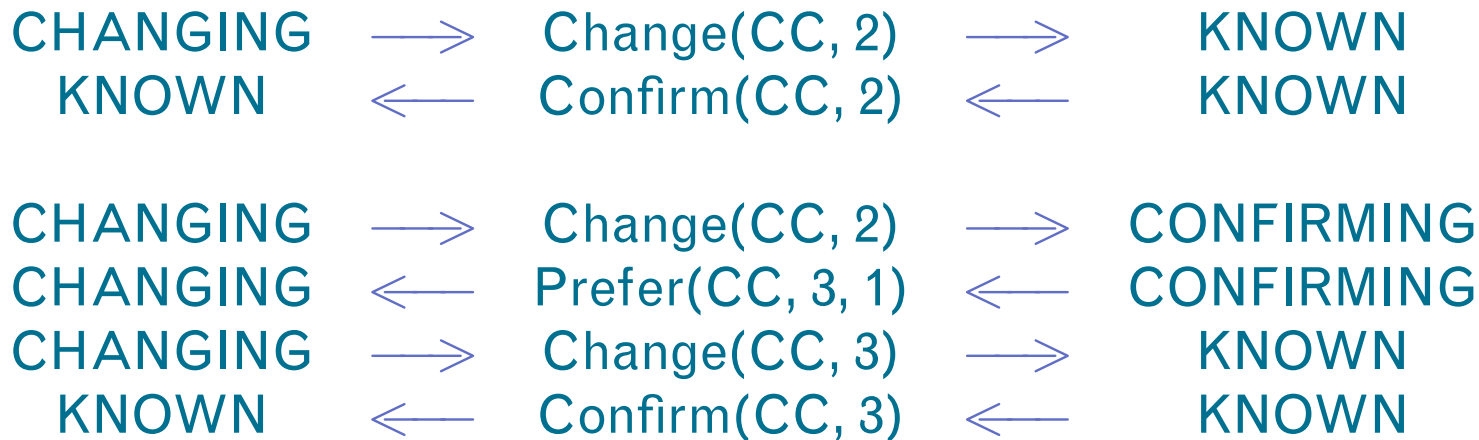 CHANGING ⟶ Change(CC, 2) ⟶ KNOWN
KNOWN ⟵ Confirm(CC, 2) ⟵ KNOWN
CHANGING ⟶ Change(CC, 2) ⟶ CONFIRMING
CHANGING ⟵ Prefer(CC, 3, 1) ⟵ CONFIRMING
CHANGING ⟶ Change(CC, 3) ⟶ KNOWN
KNOWN ⟵ Confirm(CC, 3) ⟵ KNOWN